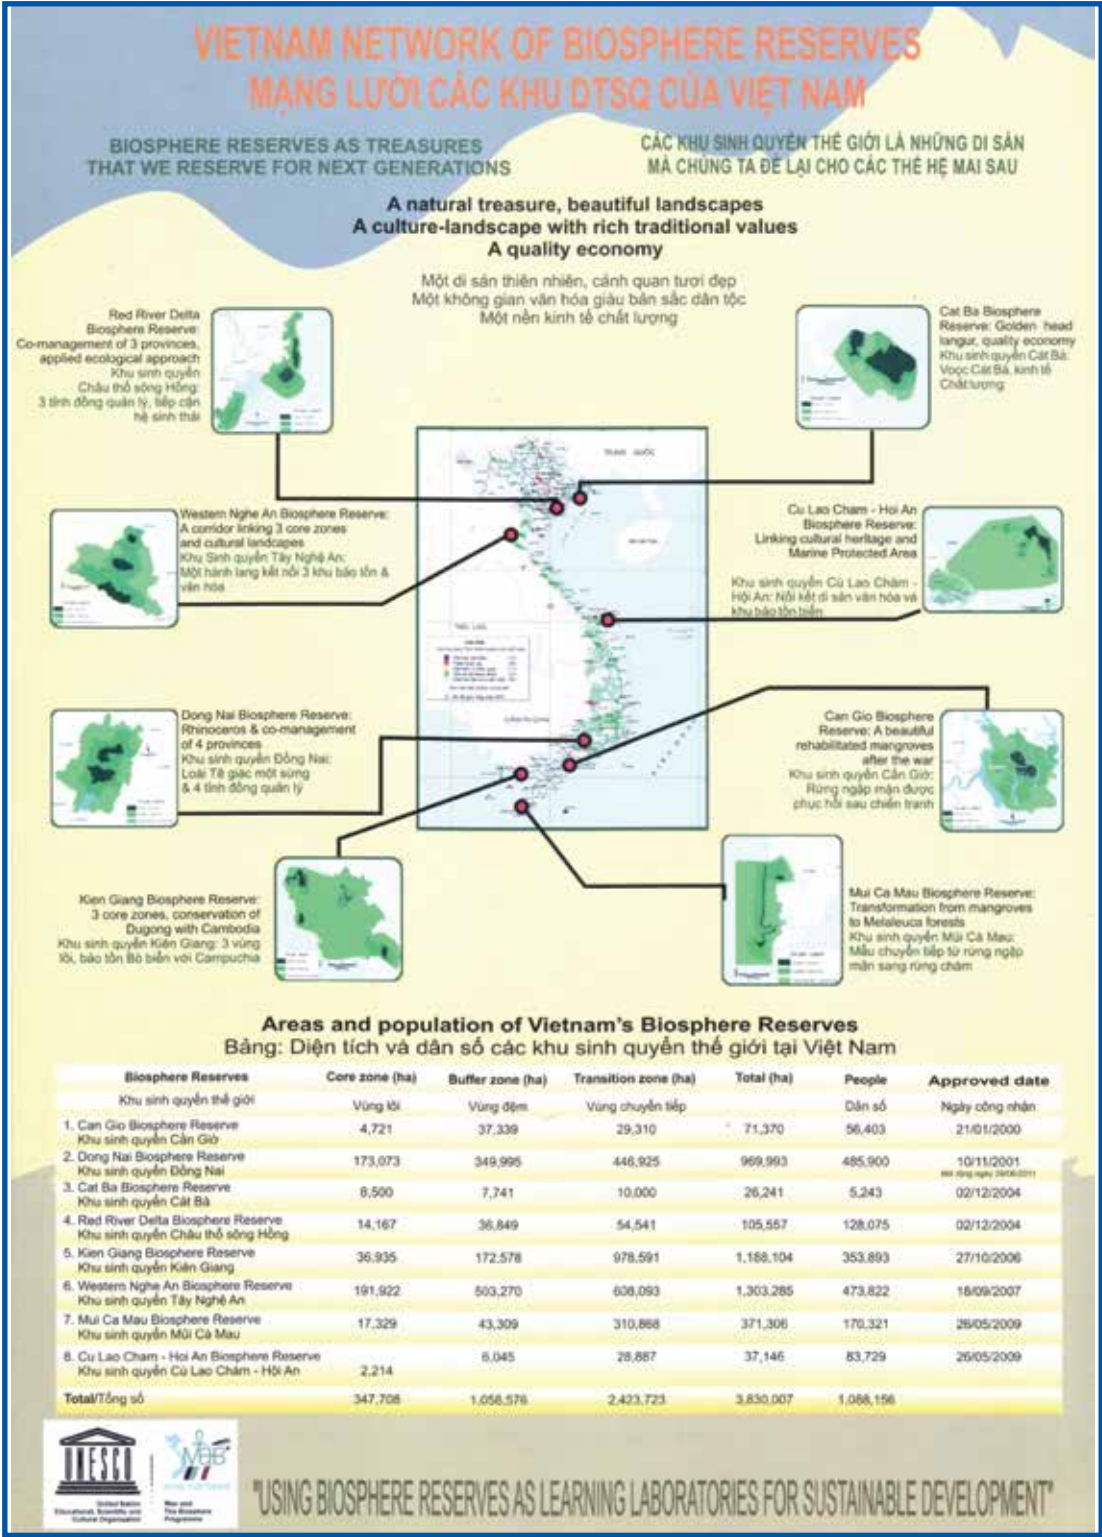 VIETNAM NETWORK OF BIOSPHERE RESERVES
MẠNG LƯỚI CÁC KHU DTSQ CỦA VIỆT NAM
BIOSPHERE RESERVES AS TREASURES
THAT WE RESERVE FOR NEXT GENERATIONS
CÁC KHU SINH QUYỂN THẾ GIỚI LÀ NHỮNG DI SẢN
MÀ CHÚNG TA ĐỂ LẠI CHO CÁC THẾ HỆ MAI SAU
A natural treasure, beautiful landscapes
A culture-landscape with rich traditional values
A quality economy
Một di sản thiên nhiên, cảnh quan tươi đẹp
Một không gian văn hóa giàu bản sắc dân tộc
Một nền kinh tế chất lượng
Red River Delta
Biosphere Reserve:
Co-management of 3 provinces,
applied ecological approach
Khu sinh quyển
Châu thổ sông Hồng:
3 tỉnh đồng quản lý, tiếp cận
hệ sinh thái
Cat Ba Biosphere
Reserve: Golden head
langur, quality economy
Khu sinh quyển Cát Bà:
Voọc Cát Bà, kinh tế
Chất lượng
TRUNG QUỐC
Western Nghe An Biosphere Reserve:
A corridor linking 3 core zones
and cultural landcapes
Khu Sinh quyển Tây Nghệ An:
Một hành lang kết nối 3 khu bảo tồn &
văn hóa
Cu Lao Cham - Hoi An
Biosphere Reserve:
Linking cultural heritage and
Marine Protected Area
Khu sinh quyển Cù Lao Chàm -
Hội An: Nối kết di sản văn hóa và
khu bảo tồn biển
Dong Nai Biosphere Reserve:
Rhinoceros & co-management
of 4 provinces
Khu sinh quyển Đồng Nai:
Loài Tê giác một sừng
& 4 tỉnh đồng quản lý
Can Gio Biosphere
Reserve: A beautiful
rehabilitated mangroves
after the war
Khu sinh quyển Cần Giờ:
Rừng ngập mặn được
phục hồi sau chiến tranh
Kien Giang Biosphere Reserve:
3 core zones, conservation of
Dugong with Cambodia
Khu sinh quyển Kiên Giang: 3 vùng
lõi, bảo tồn Bò biển với Campuchia
Mui Ca Mau Biosphere Reserve:
Transformation from mangroves
to Melaleuca forests
Khu sinh quyển Mũi Cà Mau:
Mẫu chuyển tiếp từ rừng ngập
mặn sang rừng chàm
Areas and population of Vietnam's Biosphere Reserves
Bảng: Diện tích và dân số các khu sinh quyển thế giới tại Việt Nam
Biosphere Reserves Core zone (ha) Buffer zone (ha) Transition zone (ha) Total (ha) People Approved date
Khu sinh quyển thế giới Vùng lõi Vùng đệm Vùng chuyển tiếp Dân số Ngày công nhận
1. Can Gio Biosphere Reserve 4,721 37,339 29,310 71,370 56,403 21/01/2000
Khu sinh quyển Cần Giờ
2. Dong Nai Biosphere Reserve 173,073 349,995 446,925 969,993 485,900 10/11/2001
Khu sinh quyển Đồng Nai
3. Cat Ba Biosphere Reserve 8,500 7,741 10,000 26,241 5,243 02/12/2004
Khu sinh quyển Cát Bà
4. Red River Delta Biosphere Reserve 14,167 36,849 54,541 105,557 128,075 02/12/2004
Khu sinh quyển Châu thổ sông Hồng
5. Kien Giang Biosphere Reserve 36,935 172,578 978,591 1,188,104 353,893 27/10/2006
Khu sinh quyển Kiên Giang
6. Western Nghe An Biosphere Reserve 191,922 503,270 608,093 1,303,285 473,822 18/09/2007
Khu sinh quyển Tây Nghệ An
7. Mui Ca Mau Biosphere Reserve 17,329 43,309 310,868 371,306 170,321 26/05/2009
Khu sinh quyển Mũi Cà Mau
8. Cu Lao Cham - Hoi An Biosphere Reserve 6,045 28,887 37,146 83,729 26/05/2009
Khu sinh quyển Cù Lao Chàm - Hội An 2,214
Total/Tổng số 347,708 1,058,576 2,423,723 3,830,007 1,088,156
UNESCO
United Nation
Educational, Scientific and
Cultural Organization
MAB
Man and
The Biosphere
Programme
"USING BIOSPHERE RESERVES AS LEARNING LABORATORIES FOR SUSTAINABLE DEVELOPMENT"